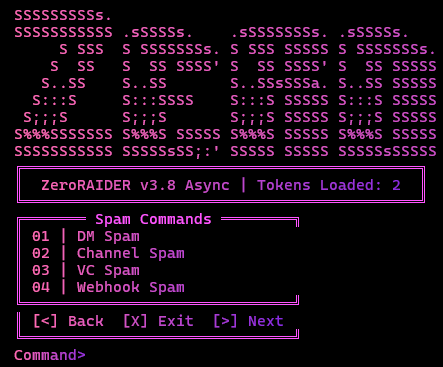 SSSSSSSSSs.
SSSSSSSSSSS .sSSSSs.    .sSSSSSSSs. .sSSSSs.
     S SSS  S SSSSSSSs. S SSS SSSSS S SSSSSSSs.
    S  SS   S  SS SSSS' S  SS SSSS' S  SS SSSSS
   S..SS    S..SS       S..SSsSSSa. S..SS SSSSS
  S:::S     S:::SSSS    S:::S SSSSS S:::S SSSSS
 S;;;S      S;;;S       S;;;S SSSSS S;;;S SSSSS
S%%%SSSSSSS S%%%S SSSSS S%%%S SSSSS S%%%S SSSSS
SSSSSSSSSSS SSSSSsSS;:' SSSSS SSSSS SSSSSsSSSSS
ZeroRAIDER v3.8 Async | Tokens Loaded: 2
Spam Commands
01 | DM Spam
02 | Channel Spam
03 | VC Spam
04 | Webhook Spam
[<] Back  [X] Exit  [>] Next
Command>